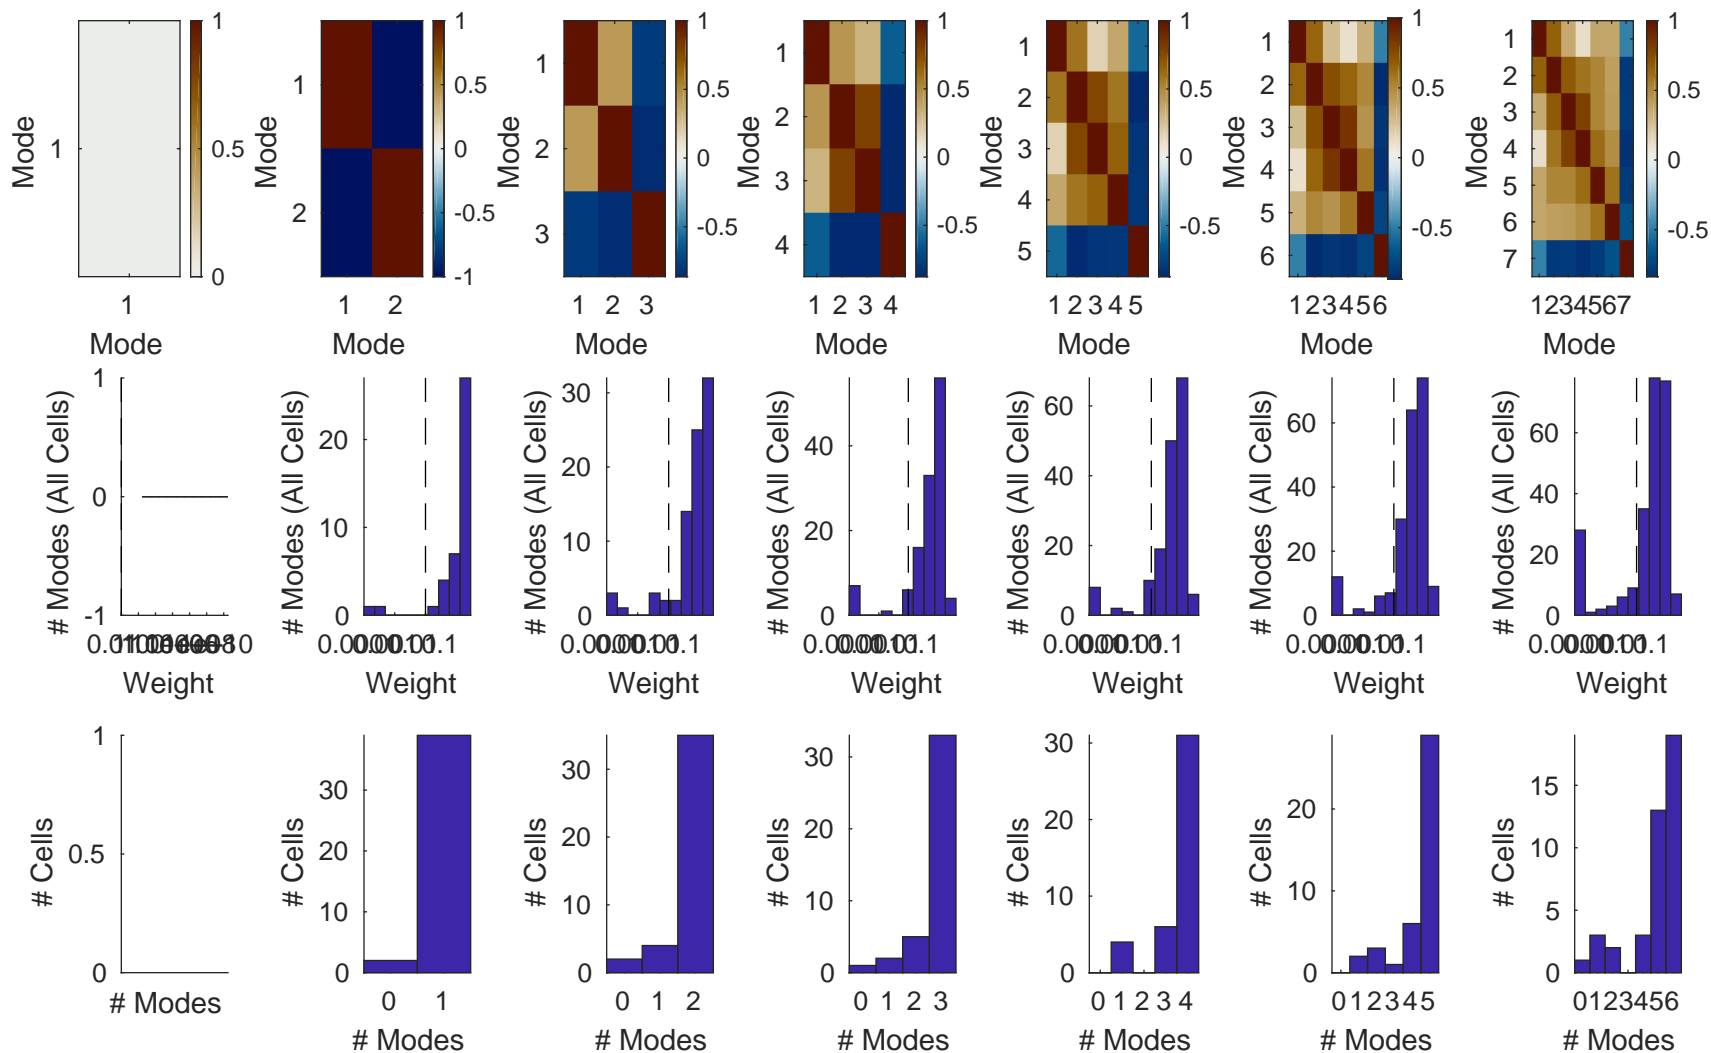 1
0.5
0
Mode
1
1
Mode
1
0.5
0
-0.5
-1
Mode
1
2
1 2
Mode
1
0.5
0
-0.5
Mode
1
2
3
1 2 3
Mode
1
0.5
0
-0.5
Mode
1
2
3
4
1 2 3 4
Mode
1
0.5
0
-0.5
Mode
1
2
3
4
5
1 2 3 4 5
Mode
1
0.5
0
-0.5
Mode
1
2
3
4
5
6
1 2 3 4 5 6
Mode
1
0.5
0
-0.5
Mode
1
2
3
4
5
6
7
1 2 3 4 5 6 7
Mode
# Modes (All Cells)
1
0
-1
Weight
# Modes (All Cells)
20
10
0
Weight
# Modes (All Cells)
30
20
10
0
Weight
# Modes (All Cells)
40
20
0
Weight
# Modes (All Cells)
60
40
20
0
Weight
# Modes (All Cells)
60
40
20
0
Weight
# Modes (All Cells)
60
40
20
0
Weight
# Cells
1
0.5
0
# Modes
# Cells
30
20
10
0
0 1
# Modes
# Cells
30
20
10
0
0 1 2
# Modes
# Cells
30
20
10
0
0 1 2 3
# Modes
# Cells
30
20
10
0
0 1 2 3 4
# Modes
# Cells
20
10
0
0 1 2 3 4 5
# Modes
# Cells
15
10
5
0
0 1 2 3 4 5 6
# Modes